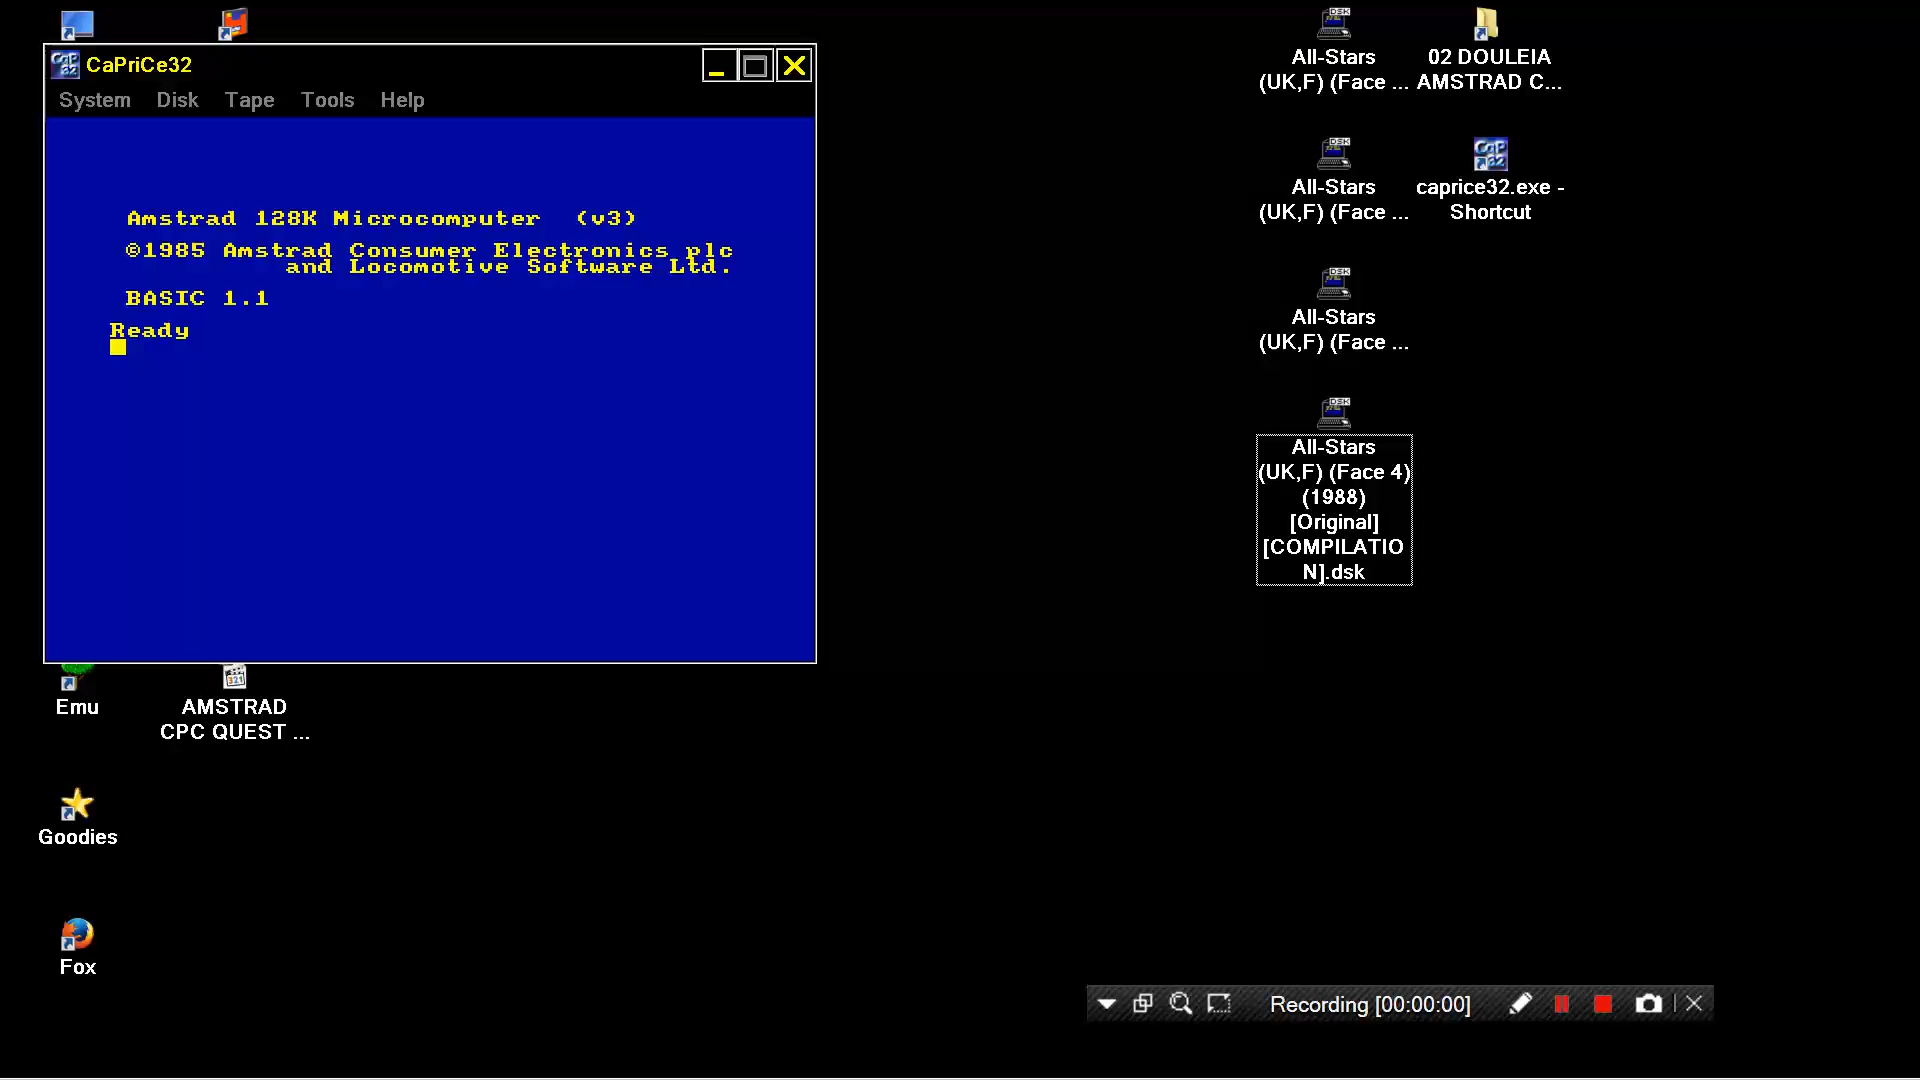 CaPriCe32
System Disk Tape Tools Help
Amstrad 128K Microcomputer (v3)
©1985 Amstrad Consumer Electronics plc
and Locomotive Software Ltd.
BASIC 1.1
Ready
Emu
AMSTRAD
CPC QUEST ...
Goodies
Fox
All-Stars
(UK,F) (Face ...
02 DOULEIA
AMSTRAD C...
All-Stars
(UK,F) (Face ...
caprice32.exe -
Shortcut
All-Stars
(UK,F) (Face ...
All-Stars
(UK,F) (Face 4)
(1988)
[Original]
[COMPILATIO
N].dsk
Recording [00:00:00]